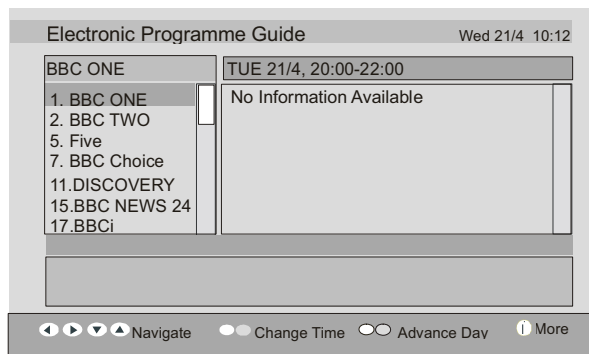 Electronic Programme Guide
Wed 21/4 10:12
BBC ONE
TUE 21/4, 20:00-22:00
1. BBC ONE
2. BBC TWO
5. Five
7. BBC Choice
11.DISCOVERY
15.BBC NEWS 24
17.BBCi
No Information Available
Navigate
Change Time
Advance Day
i More